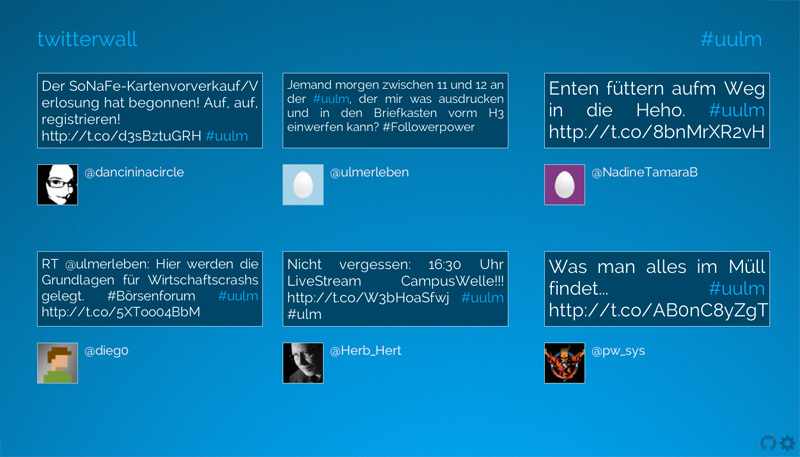 twitterwall
#uulm
Der SoNaFe-Kartenvorverkauf/V
erlosung hat begonnen! Auf, auf,
registrieren!
http://t.co/d3sBztuGRH #uulm
@dancininacircle
Jemand morgen zwischen 11 und 12 an
der #uulm, der mir was ausdrucken
und in den Briefkasten vorm H3
einwerfen kann? #Followerpower
@ulmerleben
Enten füttern aufm Weg
in die Heho. #uulm
http://t.co/8bnMrXR2vH
@NadineTamaraB
RT @ulmerleben: Hier werden die
Grundlagen für Wirtschaftscrashs
gelegt. #Börsenforum #uulm
http://t.co/5XToo04BbM
@dieg0
Nicht vergessen: 16:30 Uhr
LiveStream CampusWelle!!!
http://t.co/W3bHoaSfwj #uulm
#ulm
@Herb_Hert
Was man alles im Müll
findet... #uulm
http://t.co/AB0nC8yZgT
@pw_sys